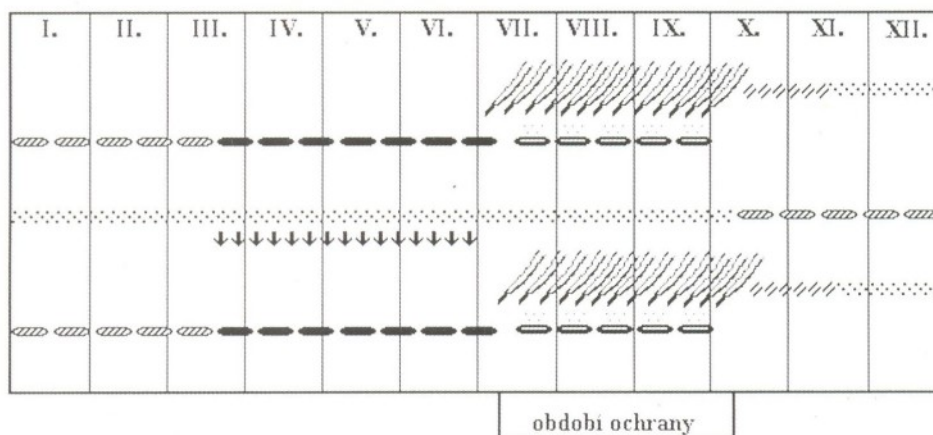 I. II. III. IV. V. VI. VII. VIII. IX. X. XI. XII.
období ochrany